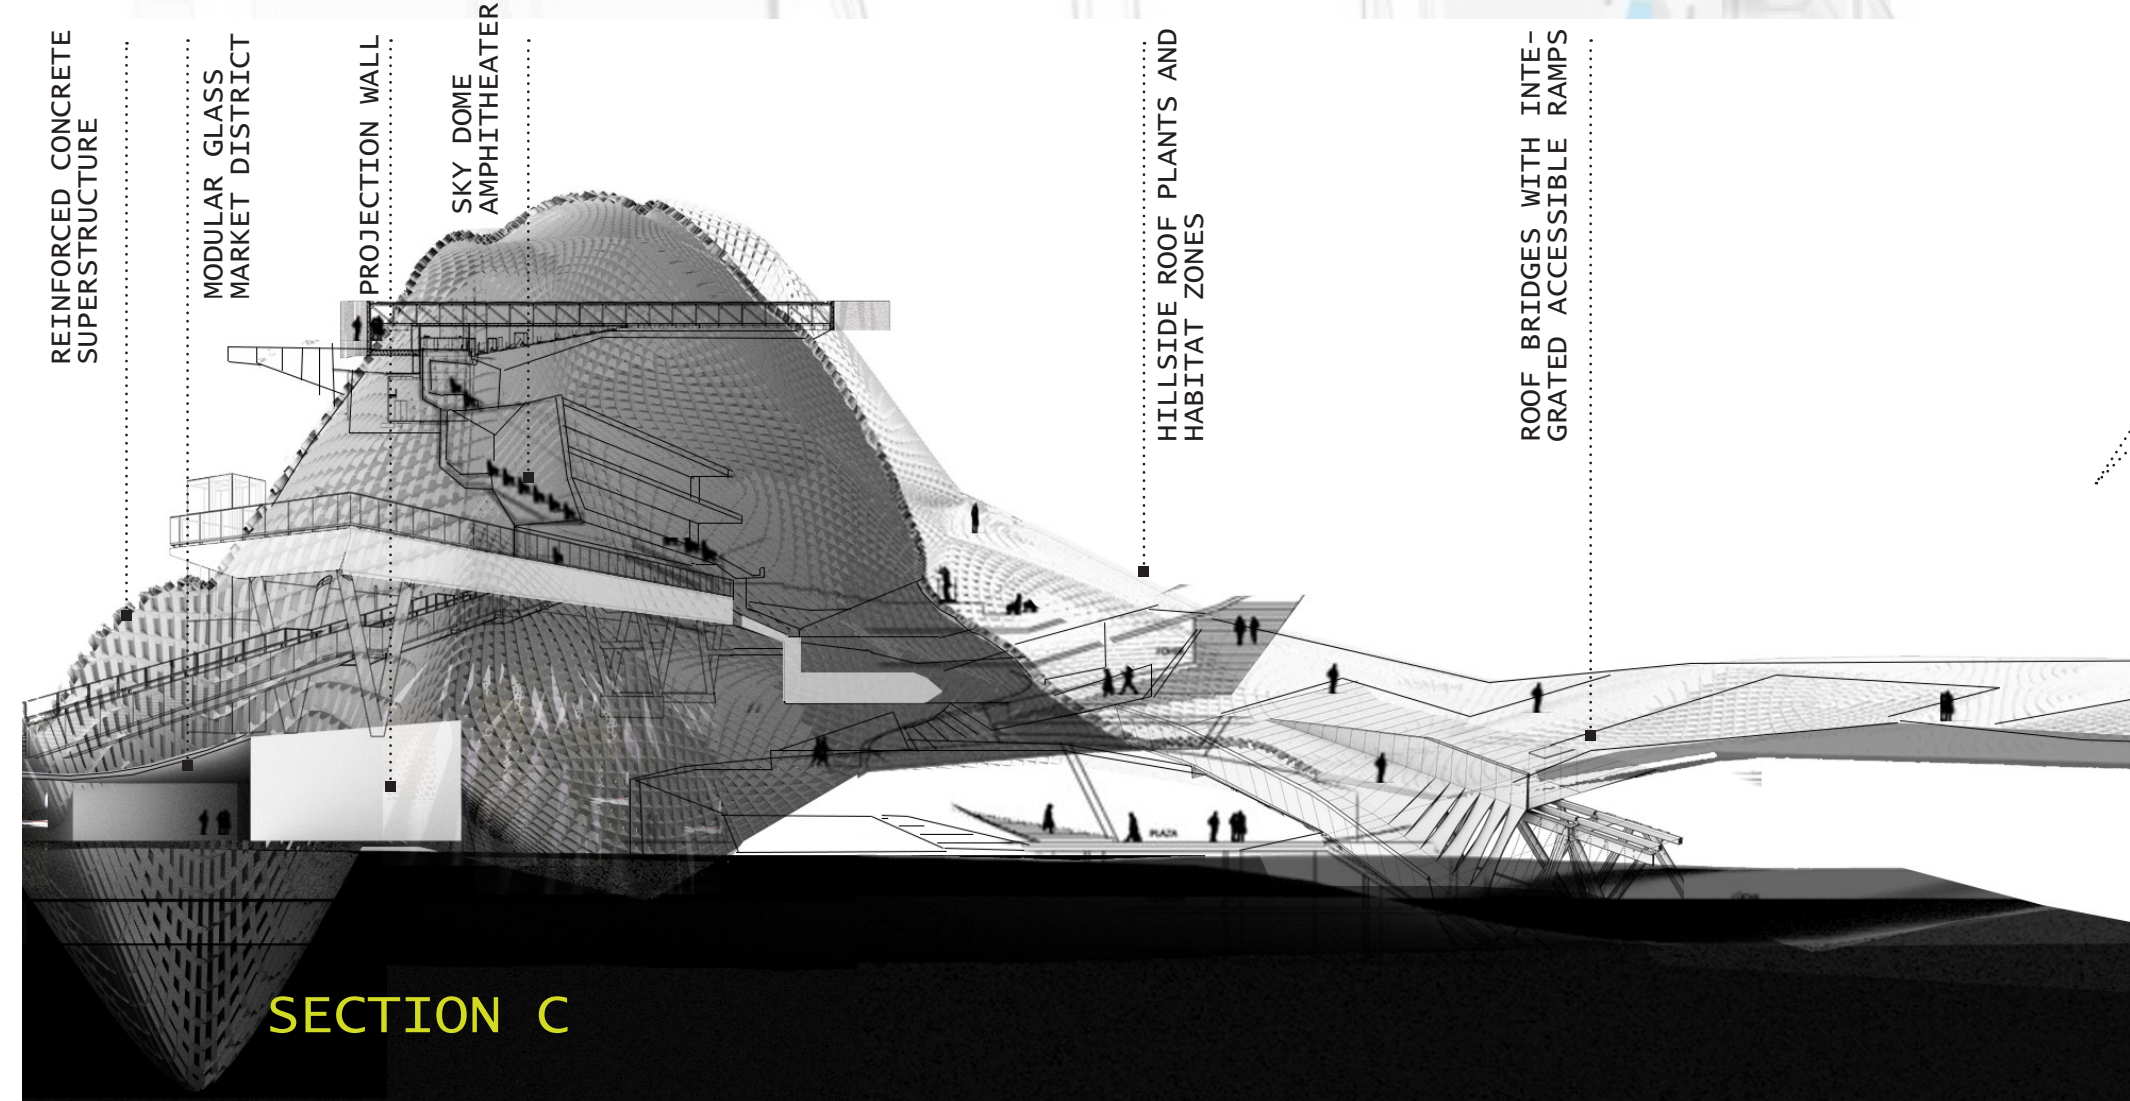 REINFORCED CONCRETE
SUPERSTRUCTURE
MODULAR GLASS
MARKET DISTRICT
PROJECTION WALL
SKY DOME
AMPHITHEATER
HILLSIDE ROOF PLANTS AND
HABITAT ZONES
ROOF BRIDGES WITH INTE-
GRATED ACCESSIBLE RAMPS
PLAZA
SECTION C